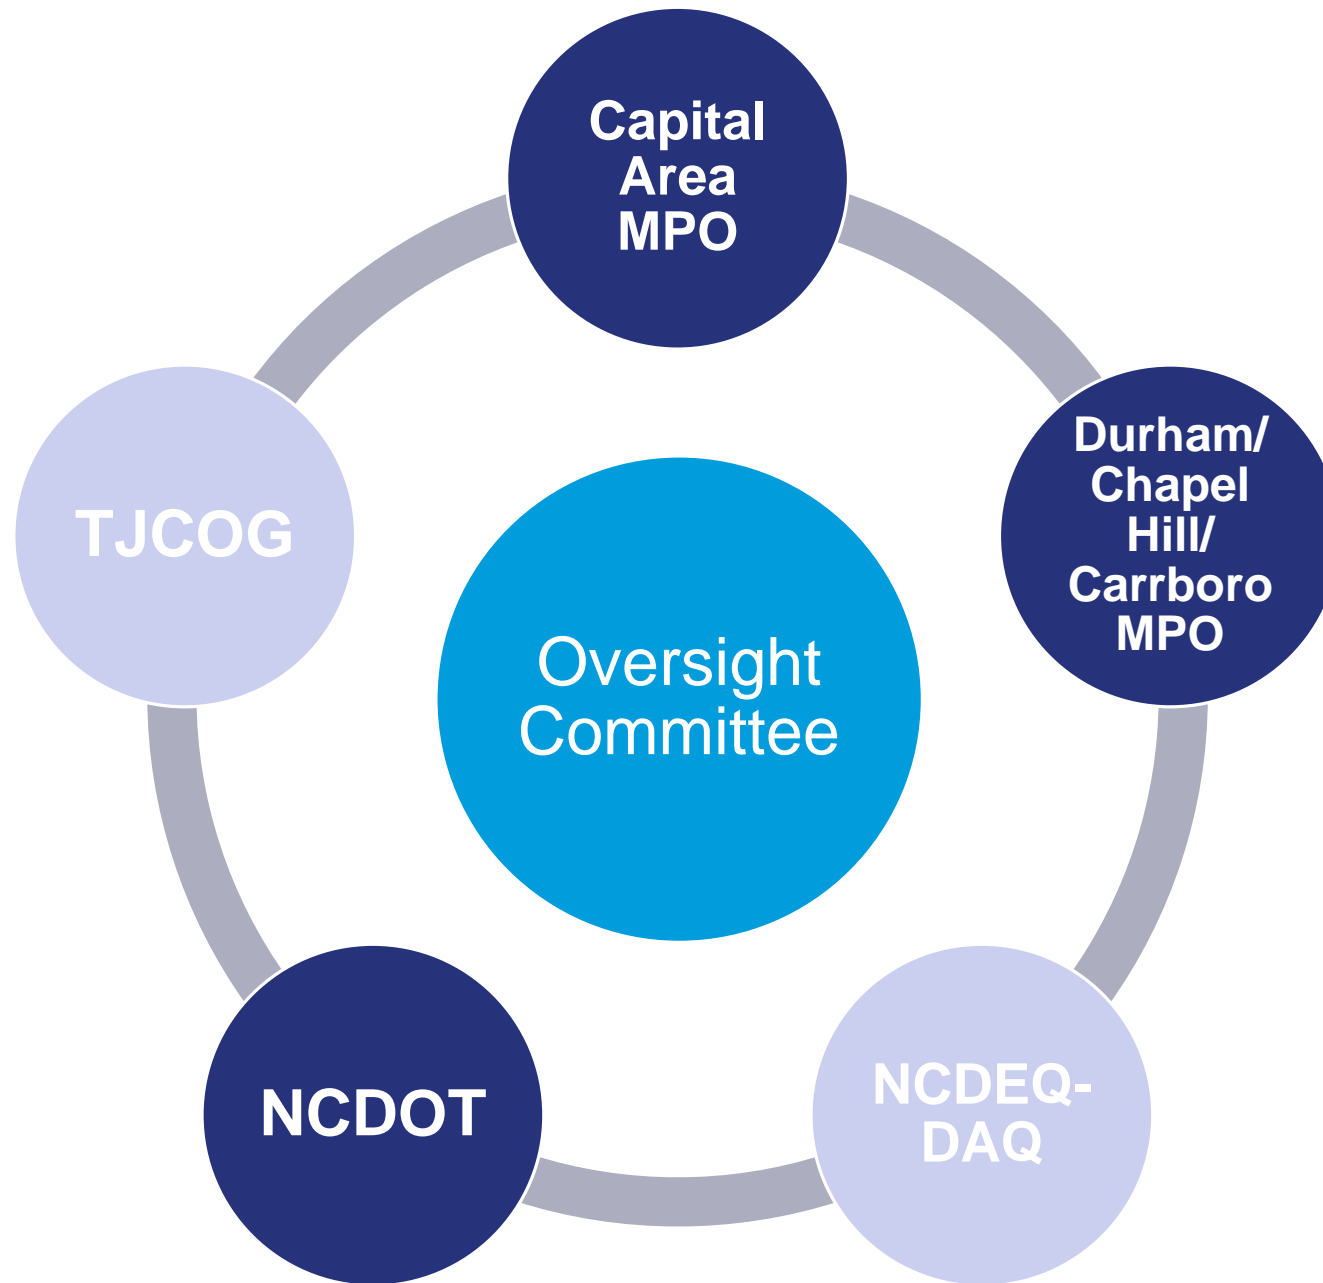 Capital
Area
MPO
Durham/
Chapel
Hill/
Carrboro
MPO
TJCOG
Oversight
Committee
NCDOT
NCDEQ-
DAQ